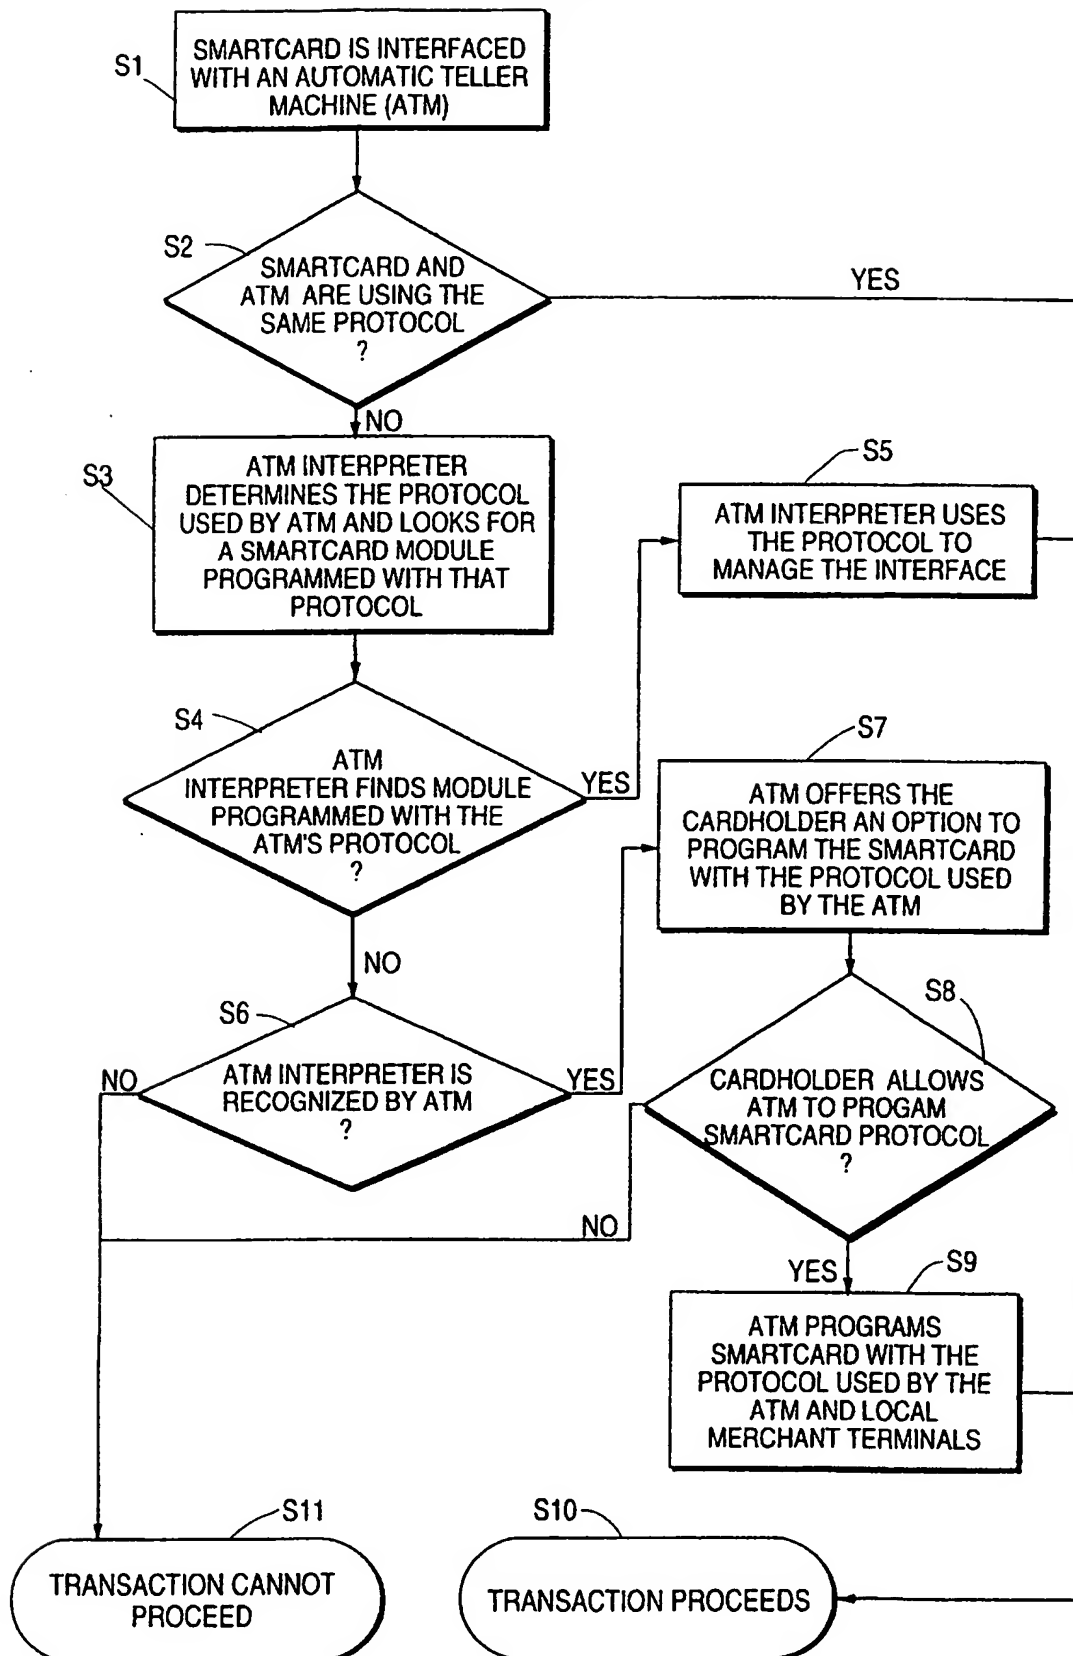 S1
SMARTCARD IS INTERFACED
WITH AN AUTOMATIC TELLER
MACHINE (ATM)
S2
SMARTCARD AND
ATM ARE USING THE
SAME PROTOCOL
?
YES
NO
S3
ATM INTERPRETER
DETERMINES THE PROTOCOL
USED BY ATM AND LOOKS FOR
A SMARTCARD MODULE
PROGRAMMED WITH THAT
PROTOCOL
S5
ATM INTERPRETER USES
THE PROTOCOL TO
MANAGE THE INTERFACE
S4
ATM
INTERPRETER FINDS MODULE
PROGRAMMED WITH THE
ATM'S PROTOCOL
?
YES
NO
S7
ATM OFFERS THE
CARDHOLDER AN OPTION TO
PROGRAM THE SMARTCARD
WITH THE PROTOCOL USED
BY THE ATM
S6
ATM INTERPRETER IS
RECOGNIZED BY ATM
?
NO
YES
S8
CARDHOLDER ALLOWS
ATM TO PROGAM
SMARTCARD PROTOCOL
?
NO
YES
S9
ATM PROGRAMS
SMARTCARD WITH THE
PROTOCOL USED BY THE
ATM AND LOCAL
MERCHANT TERMINALS
S11
TRANSACTION CANNOT
PROCEED
S10
TRANSACTION PROCEEDS